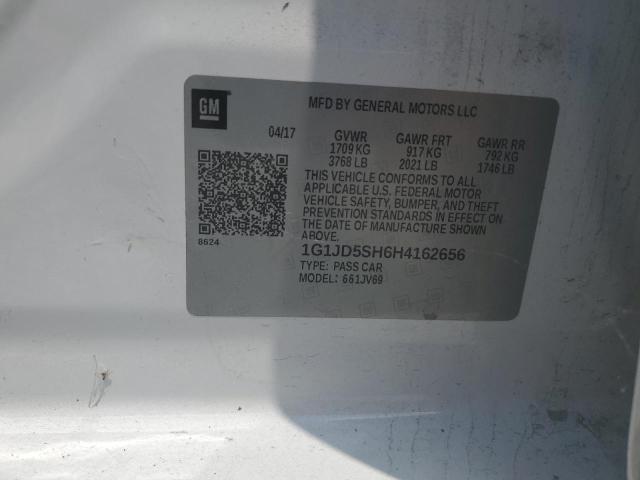 GM
MFD BY GENERAL MOTORS LLC
04/17 GVWR GAWR FRT GAWR RR
1709 KG 917 KG 792 KG
3768 LB 2021 LB 1746 LB
THIS VEHICLE CONFORMS TO ALL
APPLICABLE U.S. FEDERAL MOTOR
VEHICLE SAFETY, BUMPER, AND THEFT
PREVENTION STANDARDS IN EFFECT ON
THE DATE OF MANUFACTURE SHOWN
ABOVE.
8624
1G1JD5SH6H4162656
TYPE: PASS CAR
MODEL: 661JV69